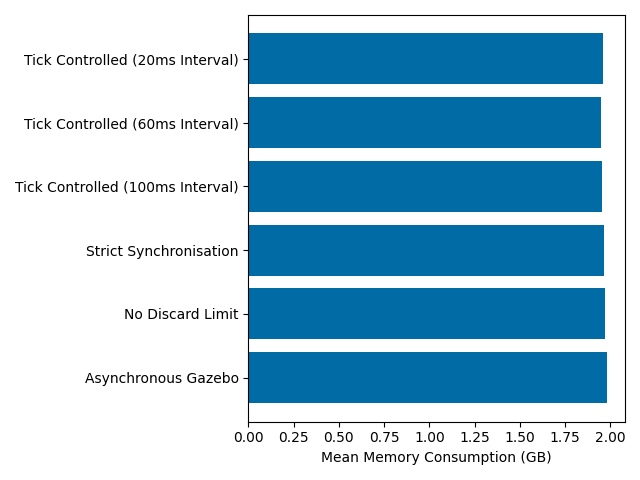 Tick Controlled (20ms Interval)
Tick Controlled (60ms Interval)
Tick Controlled (100ms Interval)
Strict Synchronisation
No Discard Limit
Asynchronous Gazebo
0.00 0.25 0.50 0.75 1.00 1.25 1.50 1.75 2.00
Mean Memory Consumption (GB)